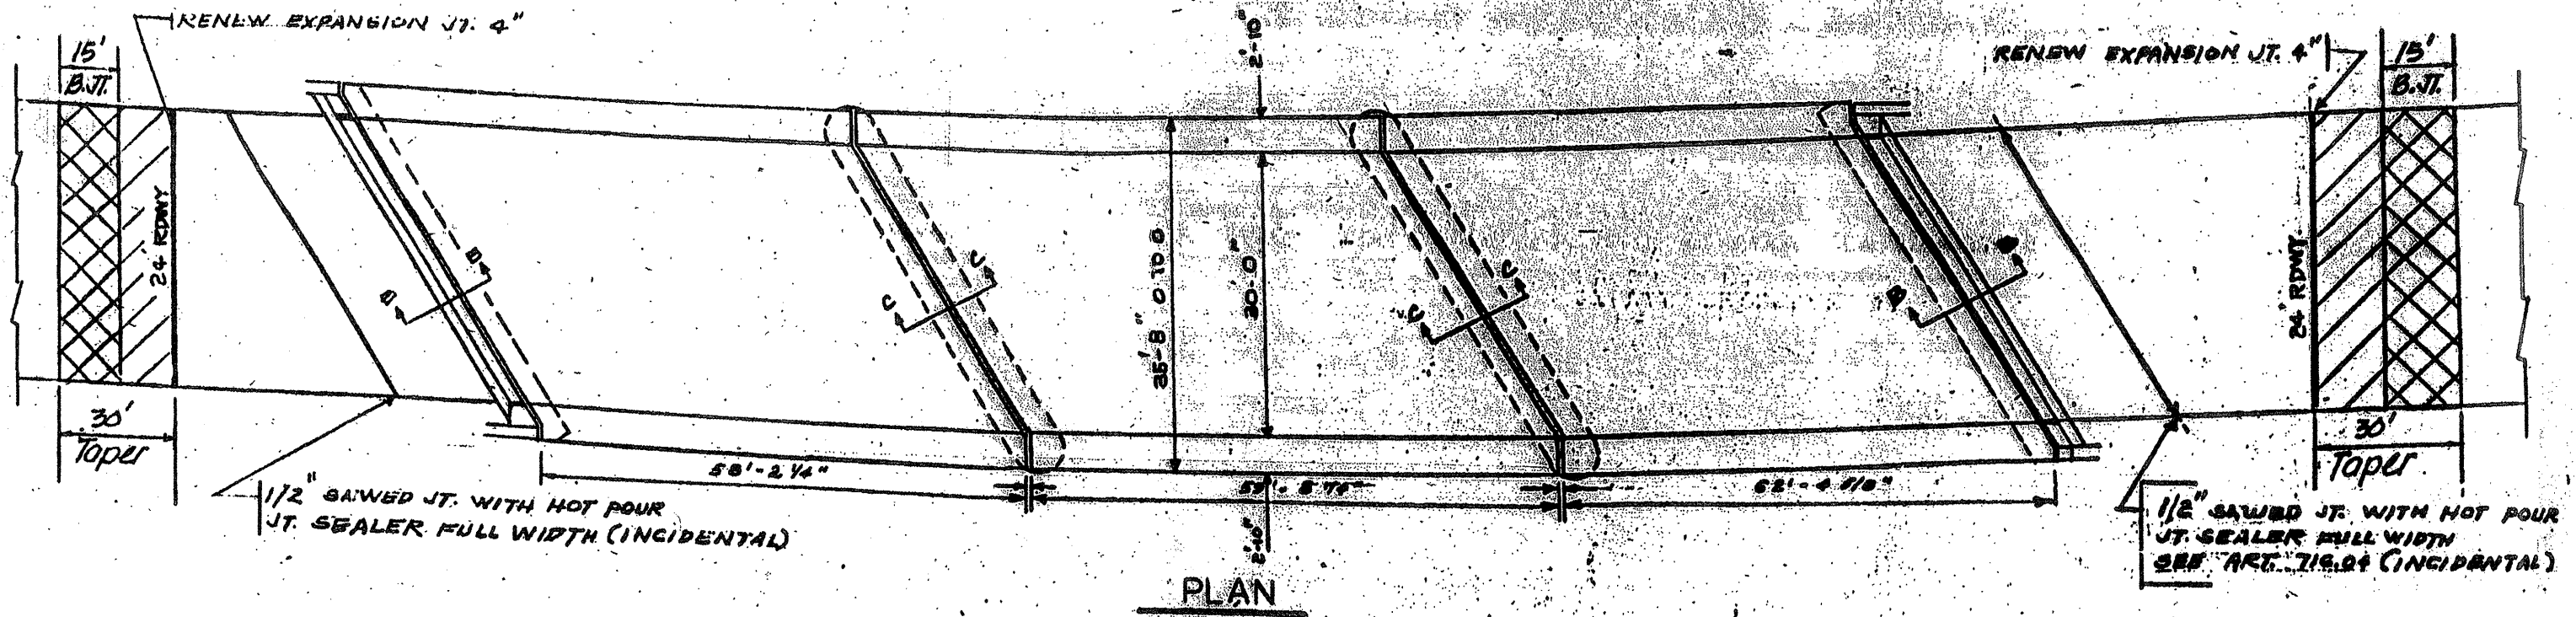 RENEW EXPANSION JT. 4"
2'-10"
RENEW EXPANSION JT. 4"
15'
B.JT.
15'
B.JT.
24' RDWY
35'-8" O TO O
30'-0"
24' RDWY
B
B
C
C
C
C
B
B
30'
Taper
58'-2 1/4"
62'-4 5/8"
30'
Taper
2'-10"
1/2" SAWED JT. WITH HOT POUR
JT. SEALER FULL WIDTH (INCIDENTAL)
1/2" SAWED JT. WITH HOT POUR
JT. SEALER FULL WIDTH
SEE ART. (INCIDENTAL)
PLAN